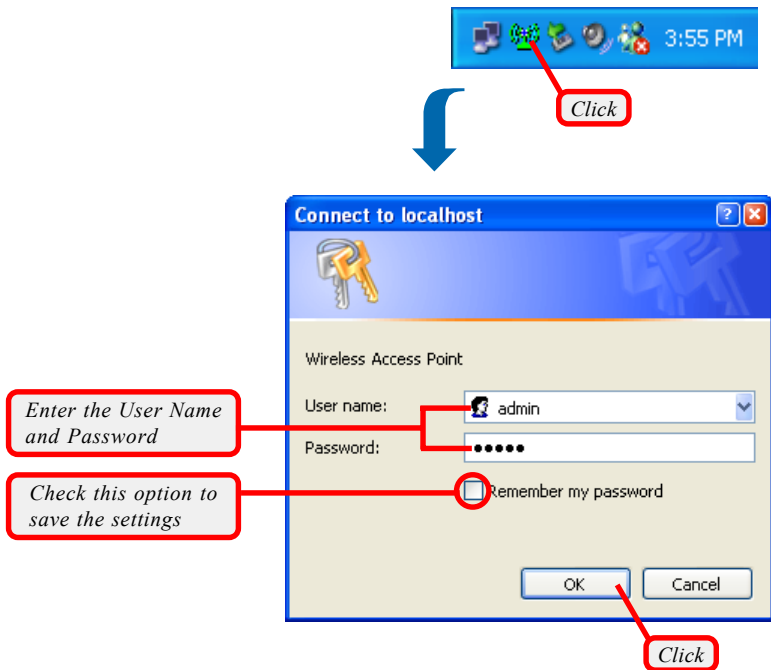 3:55 PM
Click
Connect to localhost
Wireless Access Point
User name:
admin
Password:
•••••
Remember my password
OK
Cancel
Enter the User Name
and Password
Check this option to
save the settings
Click